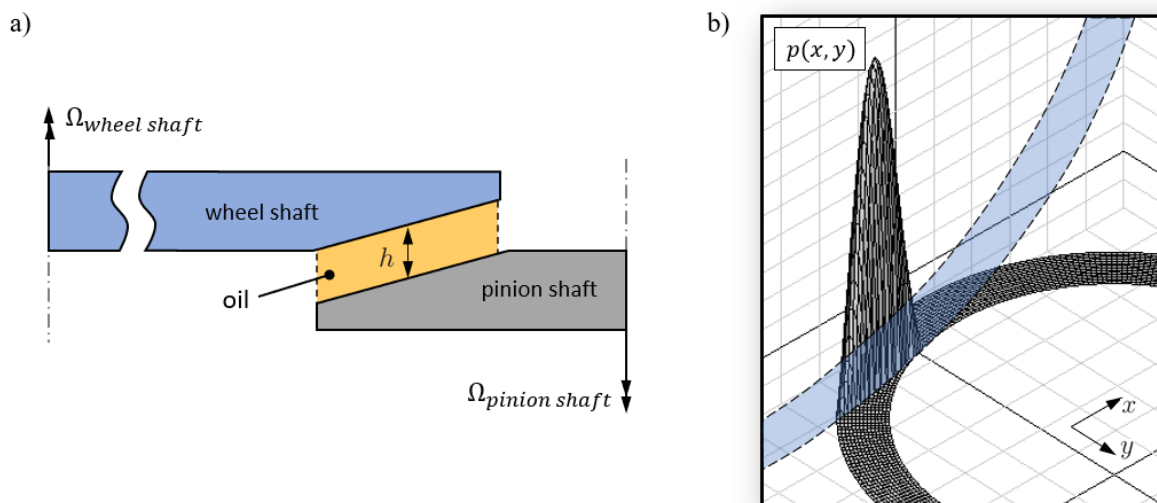 a)
Ω_wheel shaft
wheel shaft
h
oil
pinion shaft
Ω_pinion shaft
b)
p(x, y)
x
y